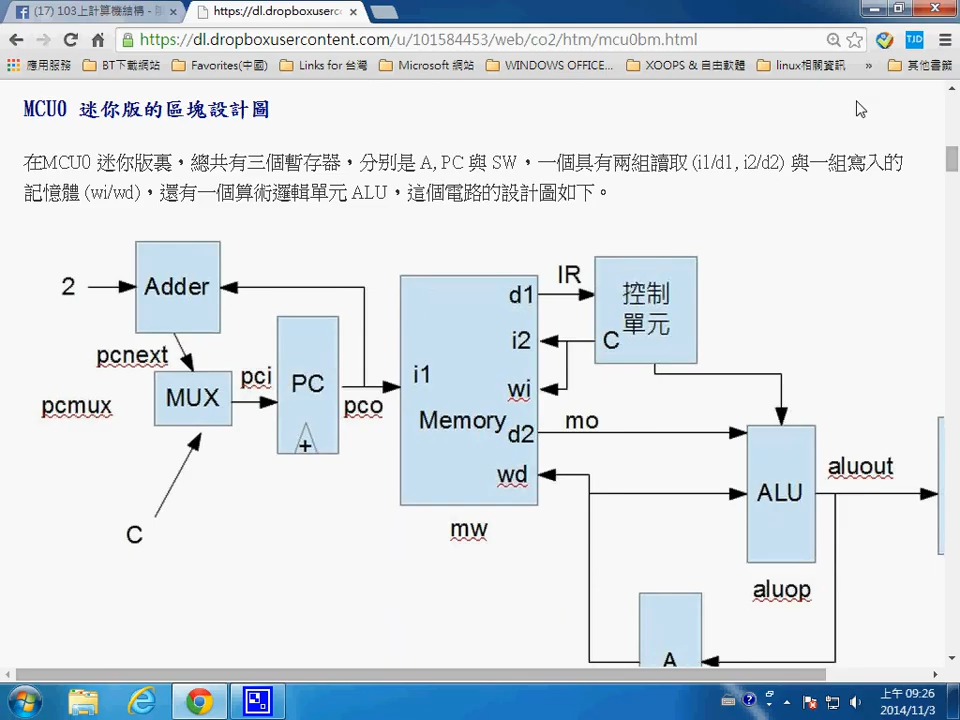 (17) 103上計算機結構 - 
https://dl.dropboxuserc
https://dl.dropboxusercontent.com/u/101584453/web/co2/htm/mcu0bm.html
TJD
應用服務 BT下載網站 Favorites(中國) Links for 台灣 Microsoft 網站 WINDOWS OFFICE... XOOPS & 自由軟體 linux相關資訊 » 其他書籤
MCU0 迷你版的區塊設計圖
在MCU0 迷你版裏，總共有三個暫存器，分別是 A, PC 與 SW，一個具有兩組讀取 (i1/d1, i2/d2) 與一組寫入的
記憶體 (wi/wd)，還有一個算術邏輯單元 ALU，這個電路的設計圖如下。
2
Adder
pcnext
MUX
pcmux
pci
C
PC
+
pco
i1
Memory
d1
i2
wi
d2
wd
mw
IR
控制
單元
C
mo
ALU
aluout
aluop
A
上午 09:26
2014/11/3